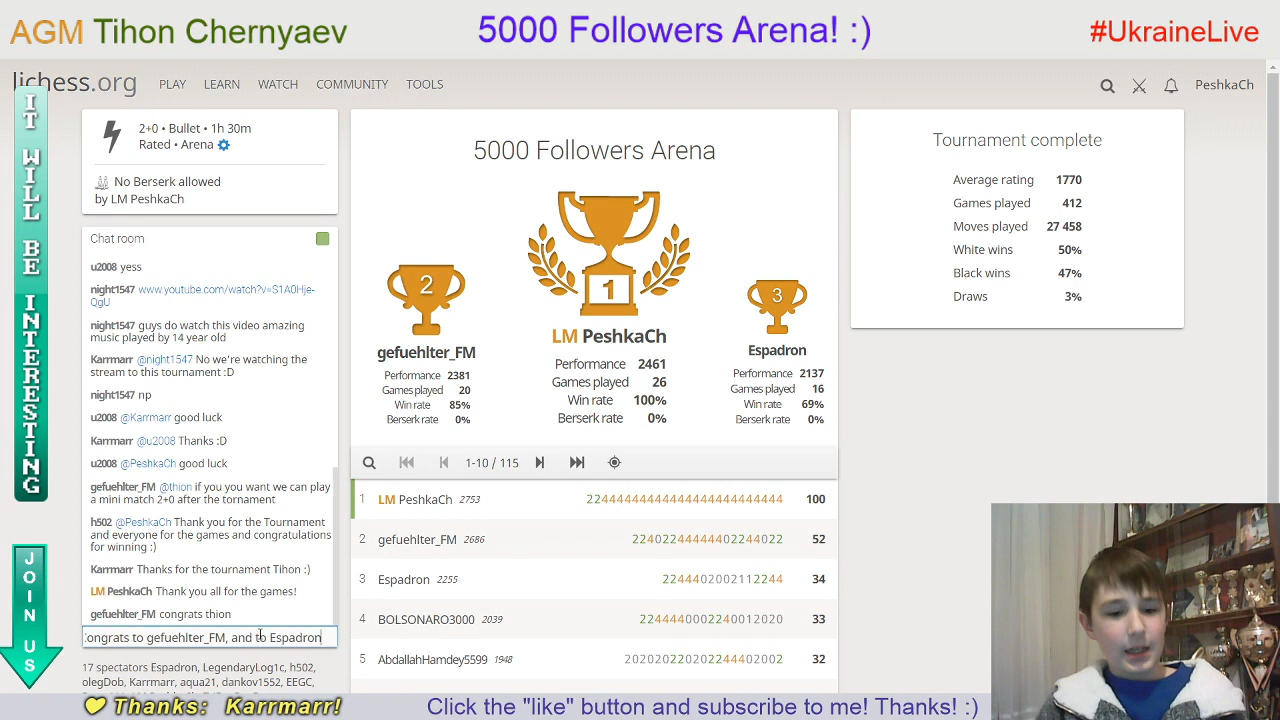 AGM Tihon Chernyaev
5000 Followers Arena! :)
#UkraineLive
lichess.org
PLAY LEARN WATCH COMMUNITY TOOLS
PeshkaCh
IT WILL BE INTERESTING
JOIN US
2+0 • Bullet • 1h 30m
Rated • Arena
No Berserk allowed
by LM PeshkaCh
Chat room
u2008 yess
night1547 www.youtube.com/watch?v=S1A0Hje-
QgU
night1547 guys do watch this video amazing
music played by 14 year old
Karrmarr @night1547 No we're watching the
stream to this tournament :D
night1547 np
u2008 @Karrmarr good luck
Karrmarr @u2008 Thanks :D
u2008 @PeshkaCh good luck
gefuehlter_FM @thion if you you want we can play
a mini match 2+0 after the tornament
h502 @PeshkaCh Thank you for the Tournament
and everyone for the games and congratulations
for winning :)
Karrmarr Thanks for the tournament Tihon :)
LM PeshkaCh Thank you all for the games!
gefuehlter_FM congrats thion
ongrats to gefuehlter_FM, and to Espadron
17 spectators Espadron, LegendaryLog1c, h502,
olegDob, Karrmarr, aqua21, dankov1552, EEGC,
5000 Followers Arena
1
LM PeshkaCh
Performance 2461
Games played 26
Win rate 100%
Berserk rate 0%
2
gefuehlter_FM
Performance 2381
Games played 20
Win rate 85%
Berserk rate 0%
3
Espadron
Performance 2137
Games played 16
Win rate 69%
Berserk rate 0%
1-10 / 115
1 LM PeshkaCh 2753 100
2 gefuehlter_FM 2686 22402244444402244022 52
3 Espadron 2255 2244402002112244 34
4 BOLSONARO3000 2039 33
5 AbdallahHamdey5599 1948 32
Tournament complete
Average rating 1770
Games played 412
Moves played 27 458
White wins 50%
Black wins 47%
Draws 3%
Thanks: Karrmarr!
Click the "like" button and subscribe to me! Thanks! :)